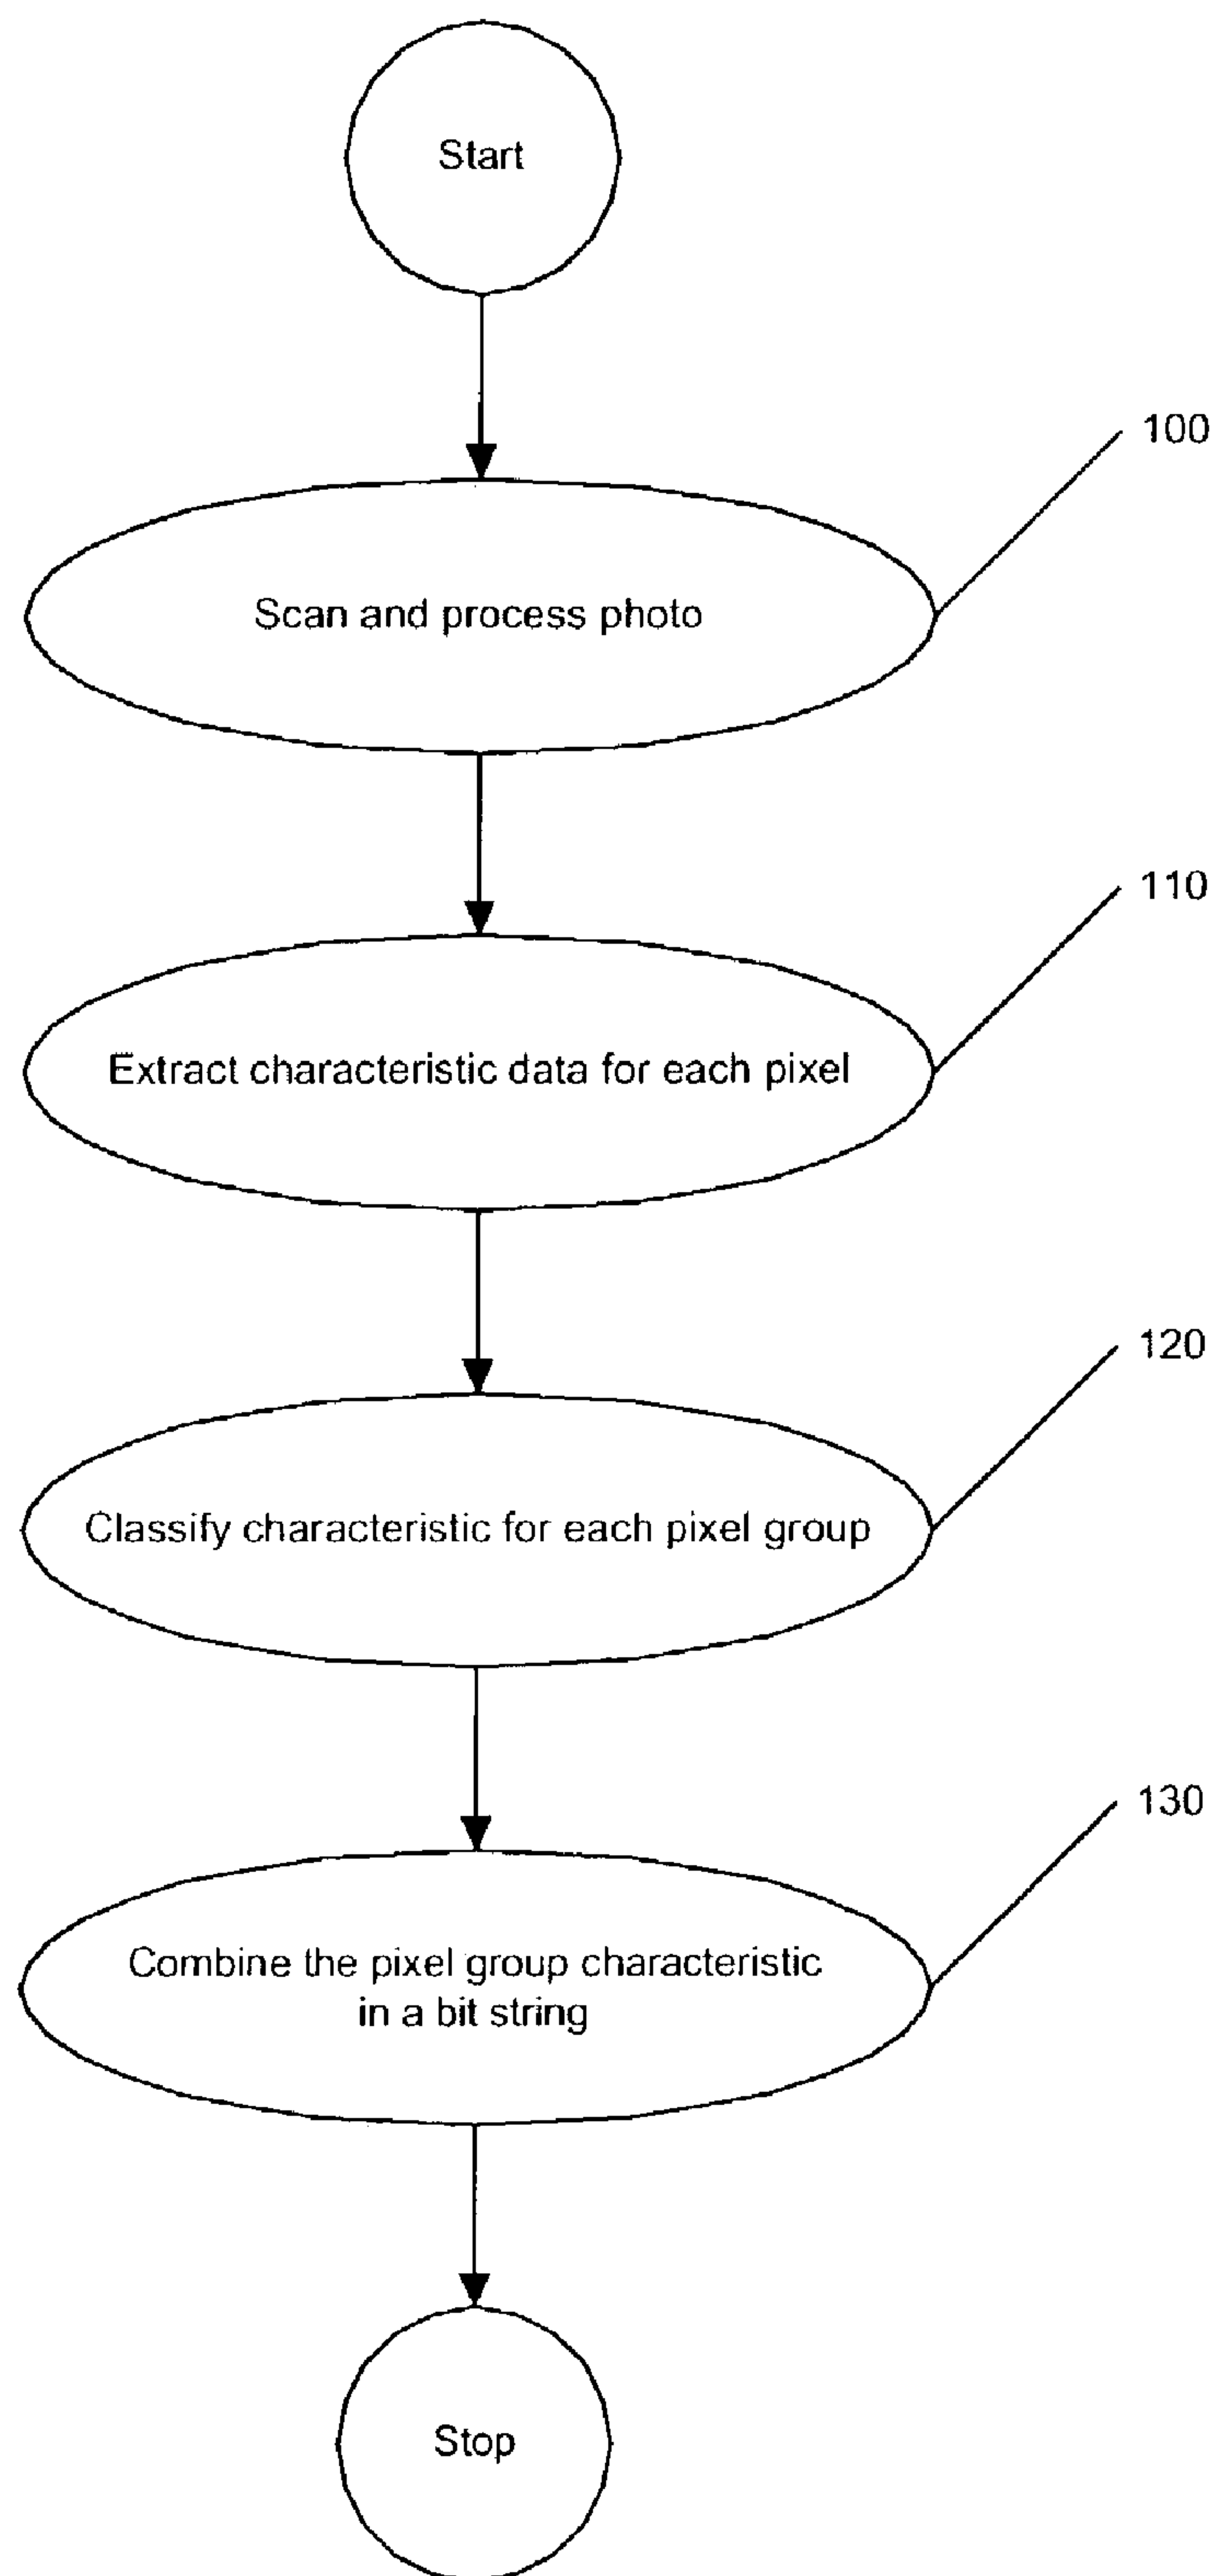 Start
100
Scan and process photo
110
Extract characteristic data for each pixel
120
Classify characteristic for each pixel group
130
Combine the pixel group characteristic
in a bit string
Stop